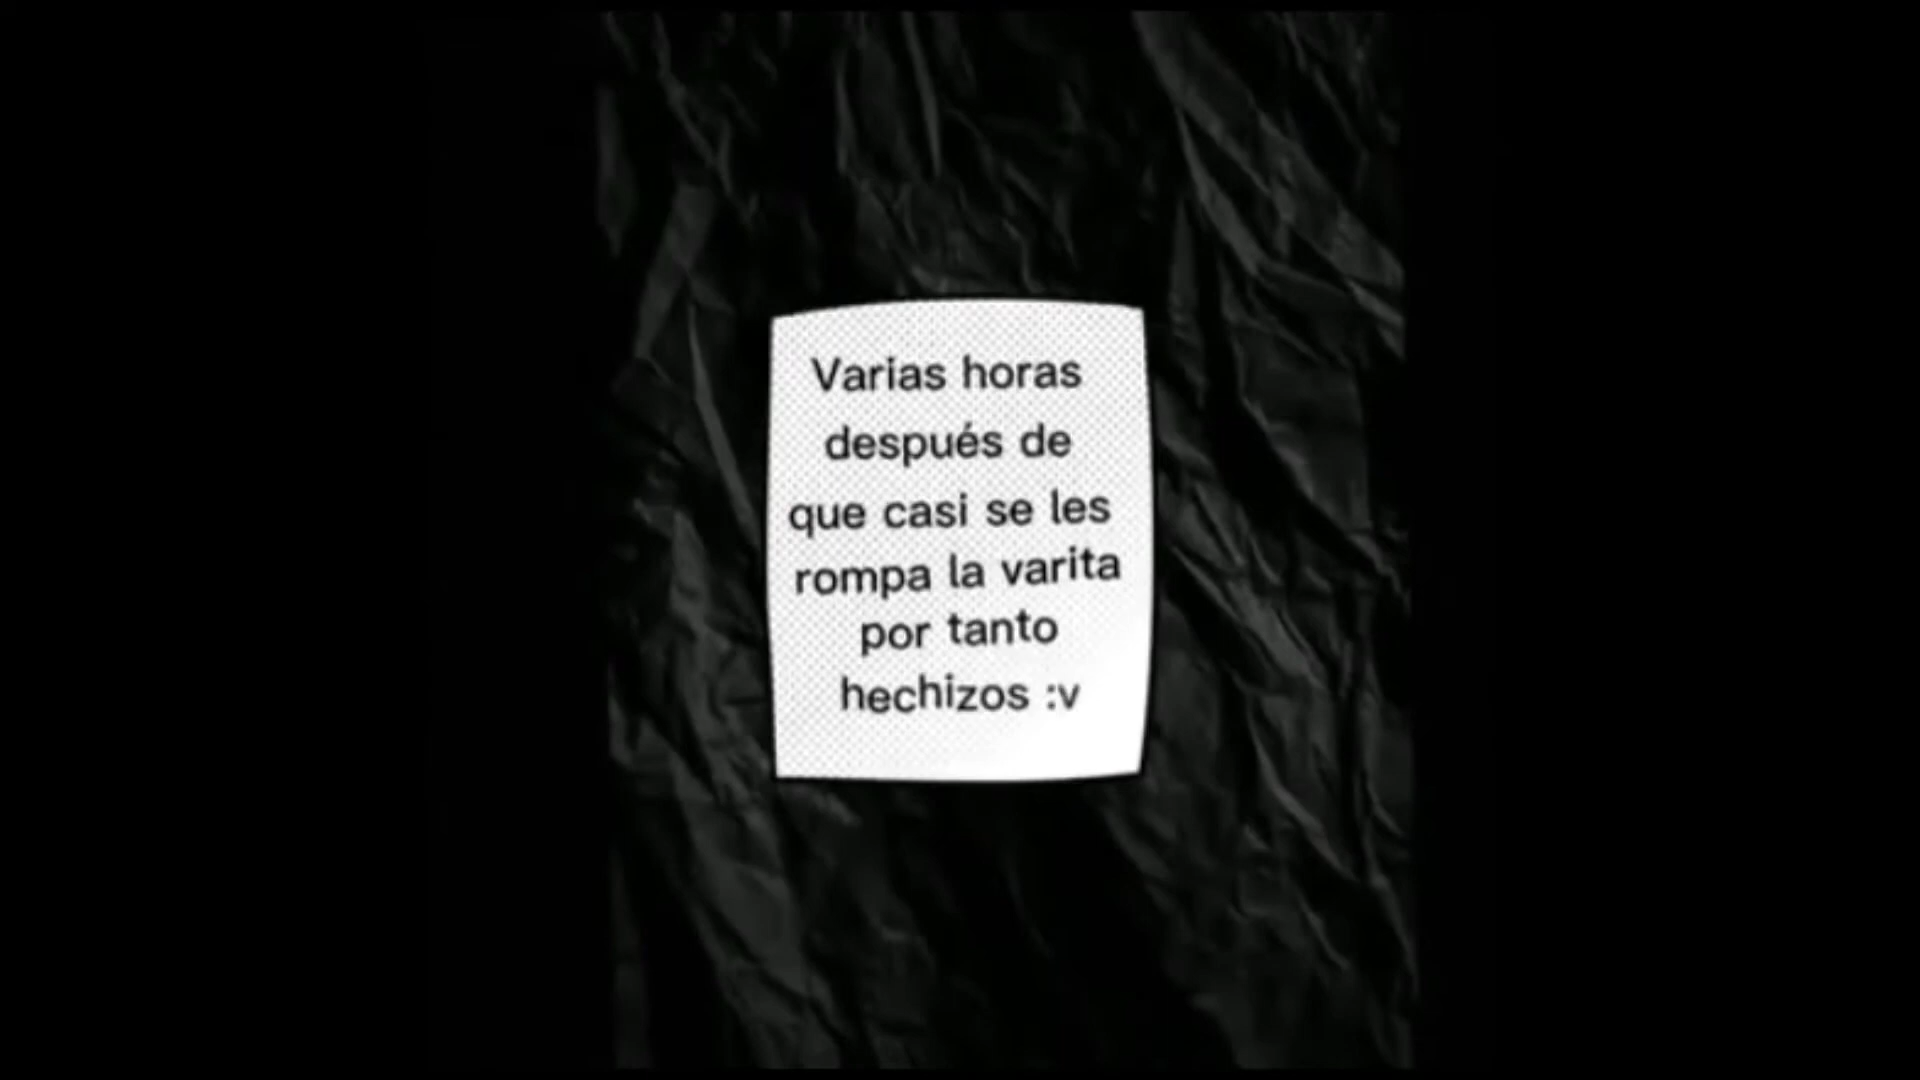 Varias horas
después de
que casi se les
rompa la varita
por tanto
hechizos :v